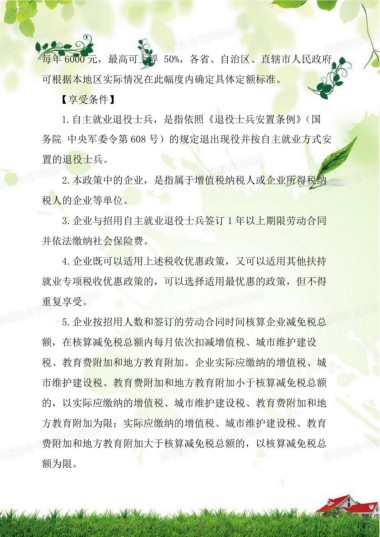 每年6000元，最高可上浮 50%，各省、自治区、直辖市人民政府
可根据本地区实际情况在此幅度内确定具体定额标准。
【享受条件】
1.自主就业退役士兵，是指依照《退役士兵安置条例》（国
务院 中央军委令第 608 号）的规定退出现役并按自主就业方式安
置的退役士兵。
2.本政策中的企业，是指属于增值税纳税人或企业所得税纳
税人的企业等单位。
3.企业与招用自主就业退役士兵签订 1 年以上期限劳动合同
并依法缴纳社会保险费。
4.企业既可以适用上述税收优惠政策，又可以适用其他扶持
就业专项税收优惠政策的，可以选择适用最优惠的政策，但不得
重复享受。
5.企业按招用人数和签订的劳动合同时间核算企业减免税总
额，在核算减免税总额内每月依次扣减增值税、城市维护建设
税、教育费附加和地方教育附加。企业实际应缴纳的增值税、城
市维护建设税、教育费附加和地方教育附加小于核算减免税总额
的，以实际应缴纳的增值税、城市维护建设税、教育费附加和地
方教育附加为限；实际应缴纳的增值税、城市维护建设税、教育
费附加和地方教育附加大于核算减免税总额的，以核算减免税总
额为限。